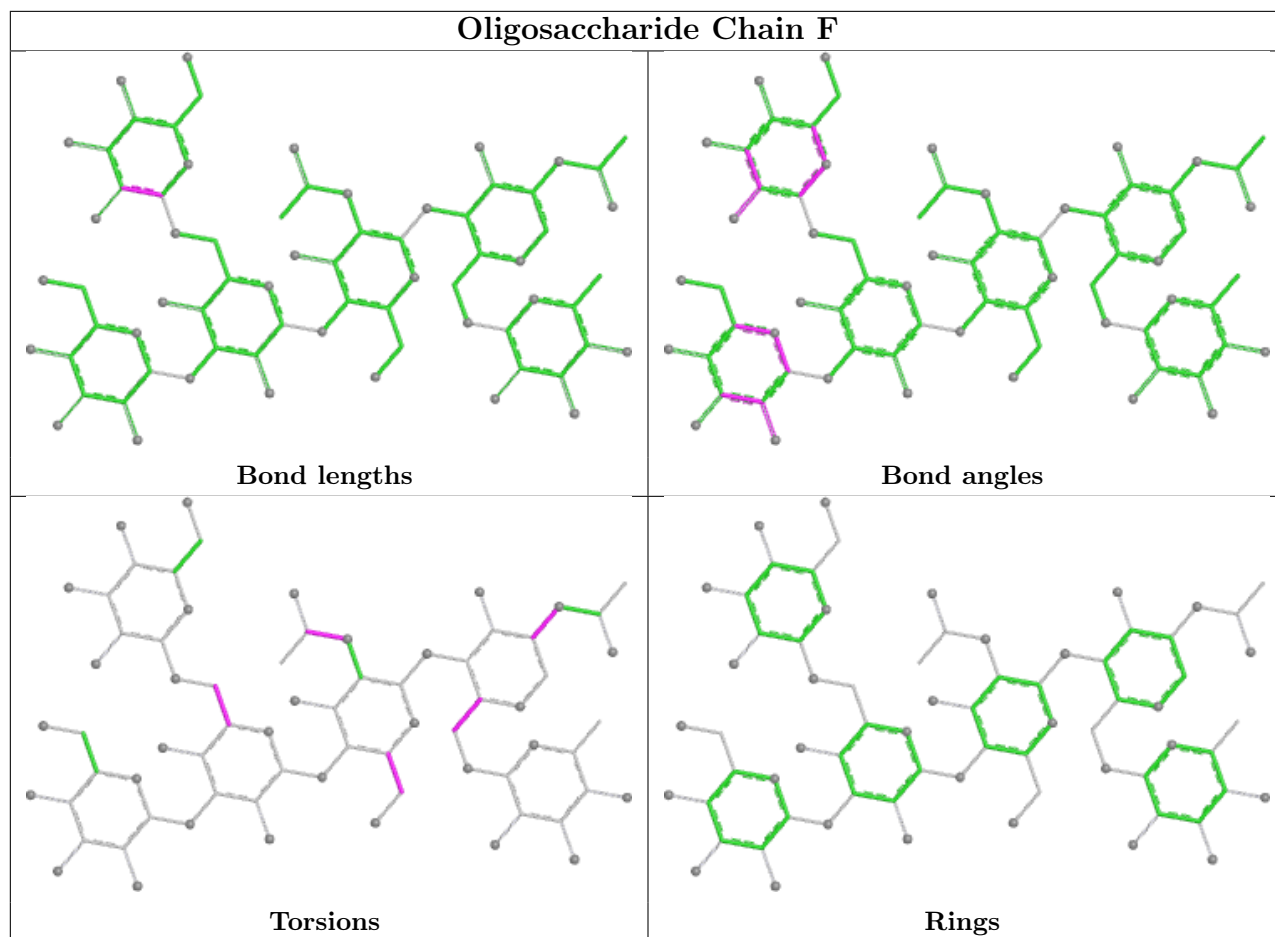 Oligosaccharide Chain F
Bond lengths
Bond angles
Torsions
Rings